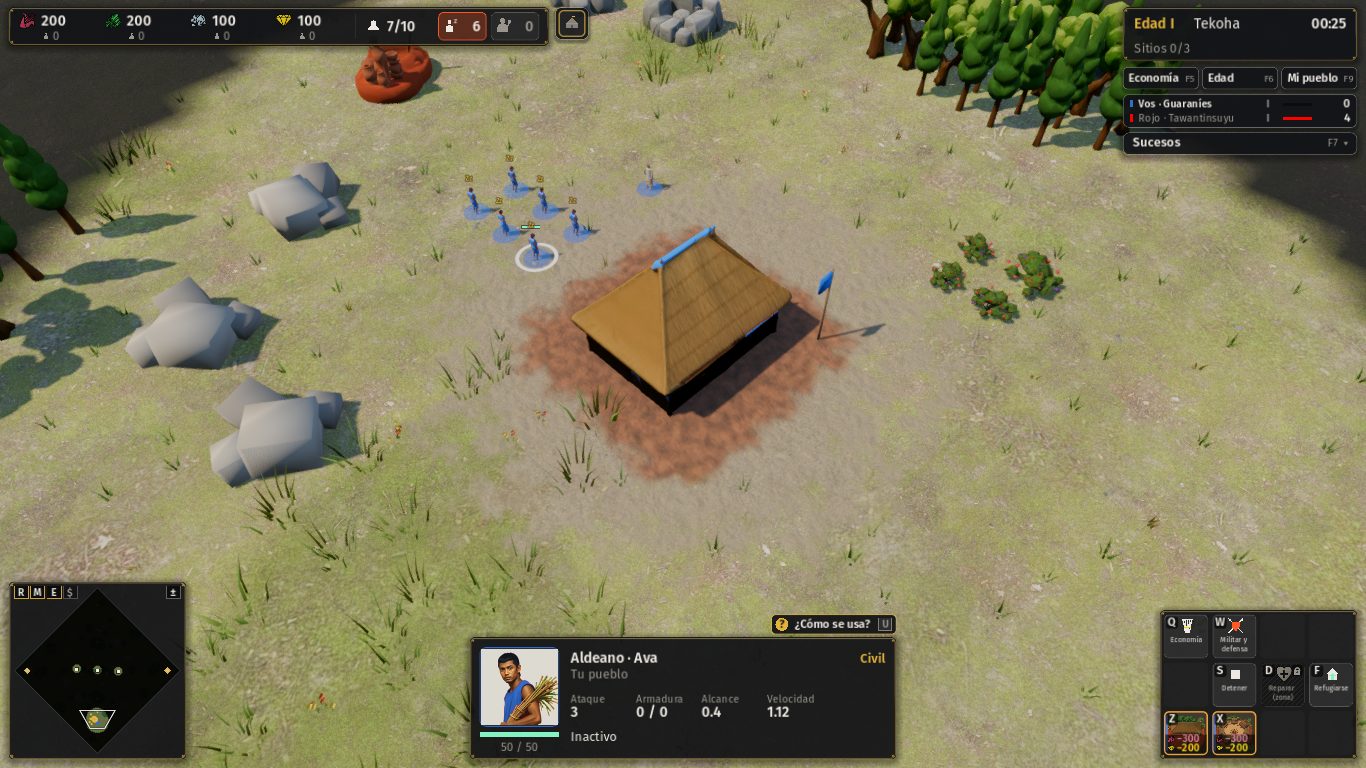 200 200 100 100 7/10 6 0
0 0 0 0
Edad I Tekoha 00:25
Sitios 0/3
Economía F5 Edad F6 Mi pueblo F9
Vos · Guaraníes I 0
Rojo · Tawantinsuyu I 4
Sucesos F7
R M E $ ±
¿Cómo se usa? U
Aldeano · Ava Civil
Tu pueblo
Ataque Armadura Alcance Velocidad
3 0 / 0 0.4 1.12
Inactivo
50 / 50
Q W
Economía Militar y
defensa
S D F
Detener Reparar Refugiarse
(zona)
Z X
-300 -300
-200 -200